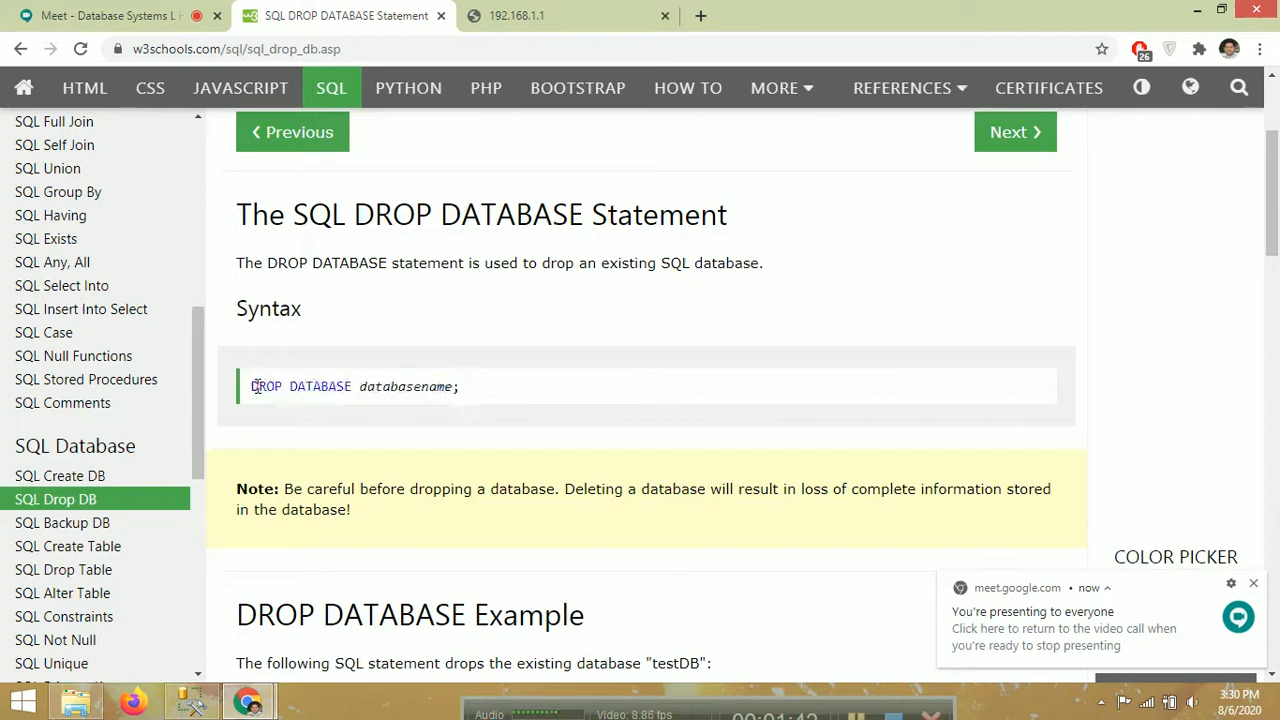 Meet - Database Systems L
SQL DROP DATABASE Statement
192.168.1.1
w3schools.com/sql/sql_drop_db.asp
26
HTML
CSS
JAVASCRIPT
SQL
PYTHON
PHP
BOOTSTRAP
HOW TO
MORE
REFERENCES
CERTIFICATES
SQL Full Join
SQL Self Join
SQL Union
SQL Group By
SQL Having
SQL Exists
SQL Any, All
SQL Select Into
SQL Insert Into Select
SQL Case
SQL Null Functions
SQL Stored Procedures
SQL Comments
SQL Database
SQL Create DB
SQL Drop DB
SQL Backup DB
SQL Create Table
SQL Drop Table
SQL Alter Table
SQL Constraints
SQL Not Null
SQL Unique
❮ Previous
Next ❯
The SQL DROP DATABASE Statement
The DROP DATABASE statement is used to drop an existing SQL database.
Syntax
DROP DATABASE databasename;
Note: Be careful before dropping a database. Deleting a database will result in loss of complete information stored
in the database!
DROP DATABASE Example
The following SQL statement drops the existing database "testDB":
COLOR PICKER
meet.google.com • now
You're presenting to everyone
Click here to return to the video call when
you're ready to stop presenting
Audio
Video: 8.86 fps
00:01:42
3:30 PM
8/6/2020